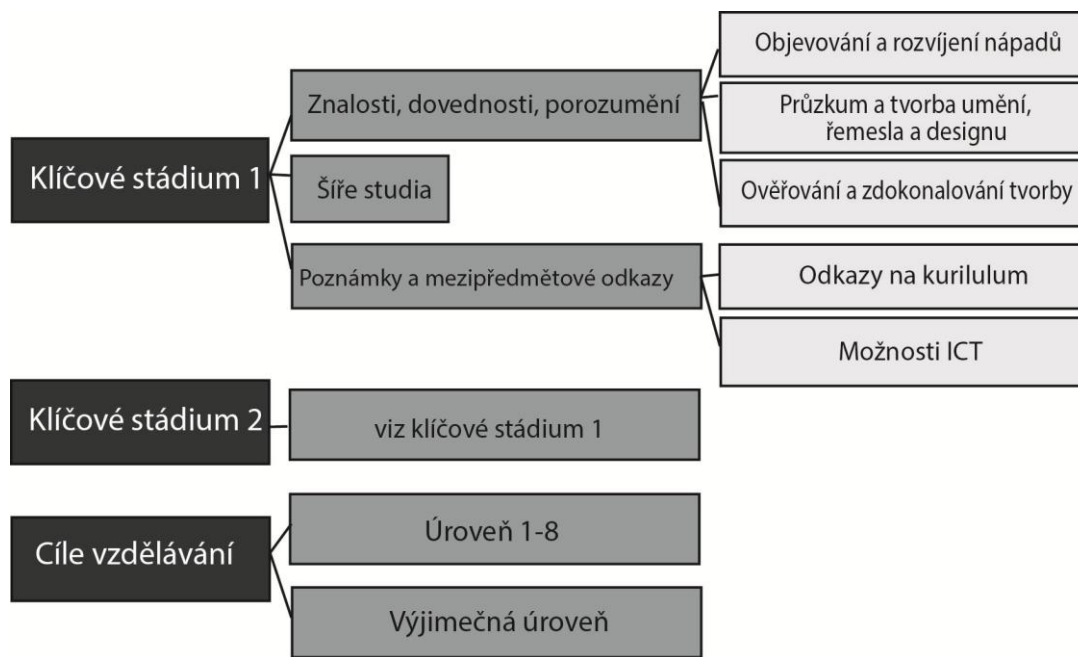 Klíčové stádium 1
Znalosti, dovednosti, porozumění
Objevování a rozvíjení nápadů
Průzkum a tvorba umění,
řemesla a designu
Ověřování a zdokonalování tvorby
Šíře studia
Poznámky a mezipředmětové odkazy
Odkazy na kurilulum
Možnosti ICT
Klíčové stádium 2
viz klíčové stádium 1
Cíle vzdělávání
Úroveň 1-8
Výjimečná úroveň